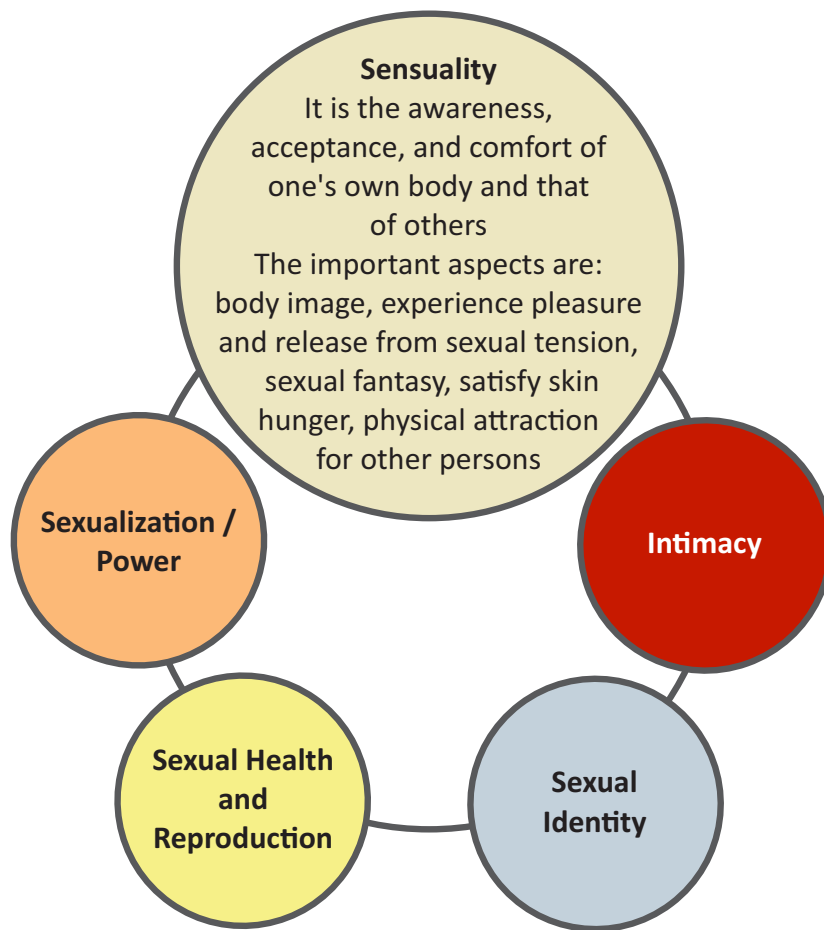 Sensuality
It is the awareness,
acceptance, and comfort of
one's own body and that
of others
The important aspects are:
body image, experience pleasure
and release from sexual tension,
sexual fantasy, satisfy skin
hunger, physical attraction
for other persons
Sexualization /
Power
Intimacy
Sexual Health
and
Reproduction
Sexual
Identity